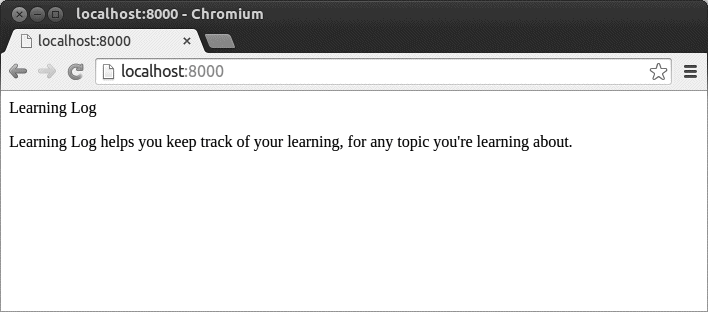 localhost:8000 - Chromium
localhost:8000
localhost:8000
Learning Log
Learning Log helps you keep track of your learning, for any topic you're learning about.